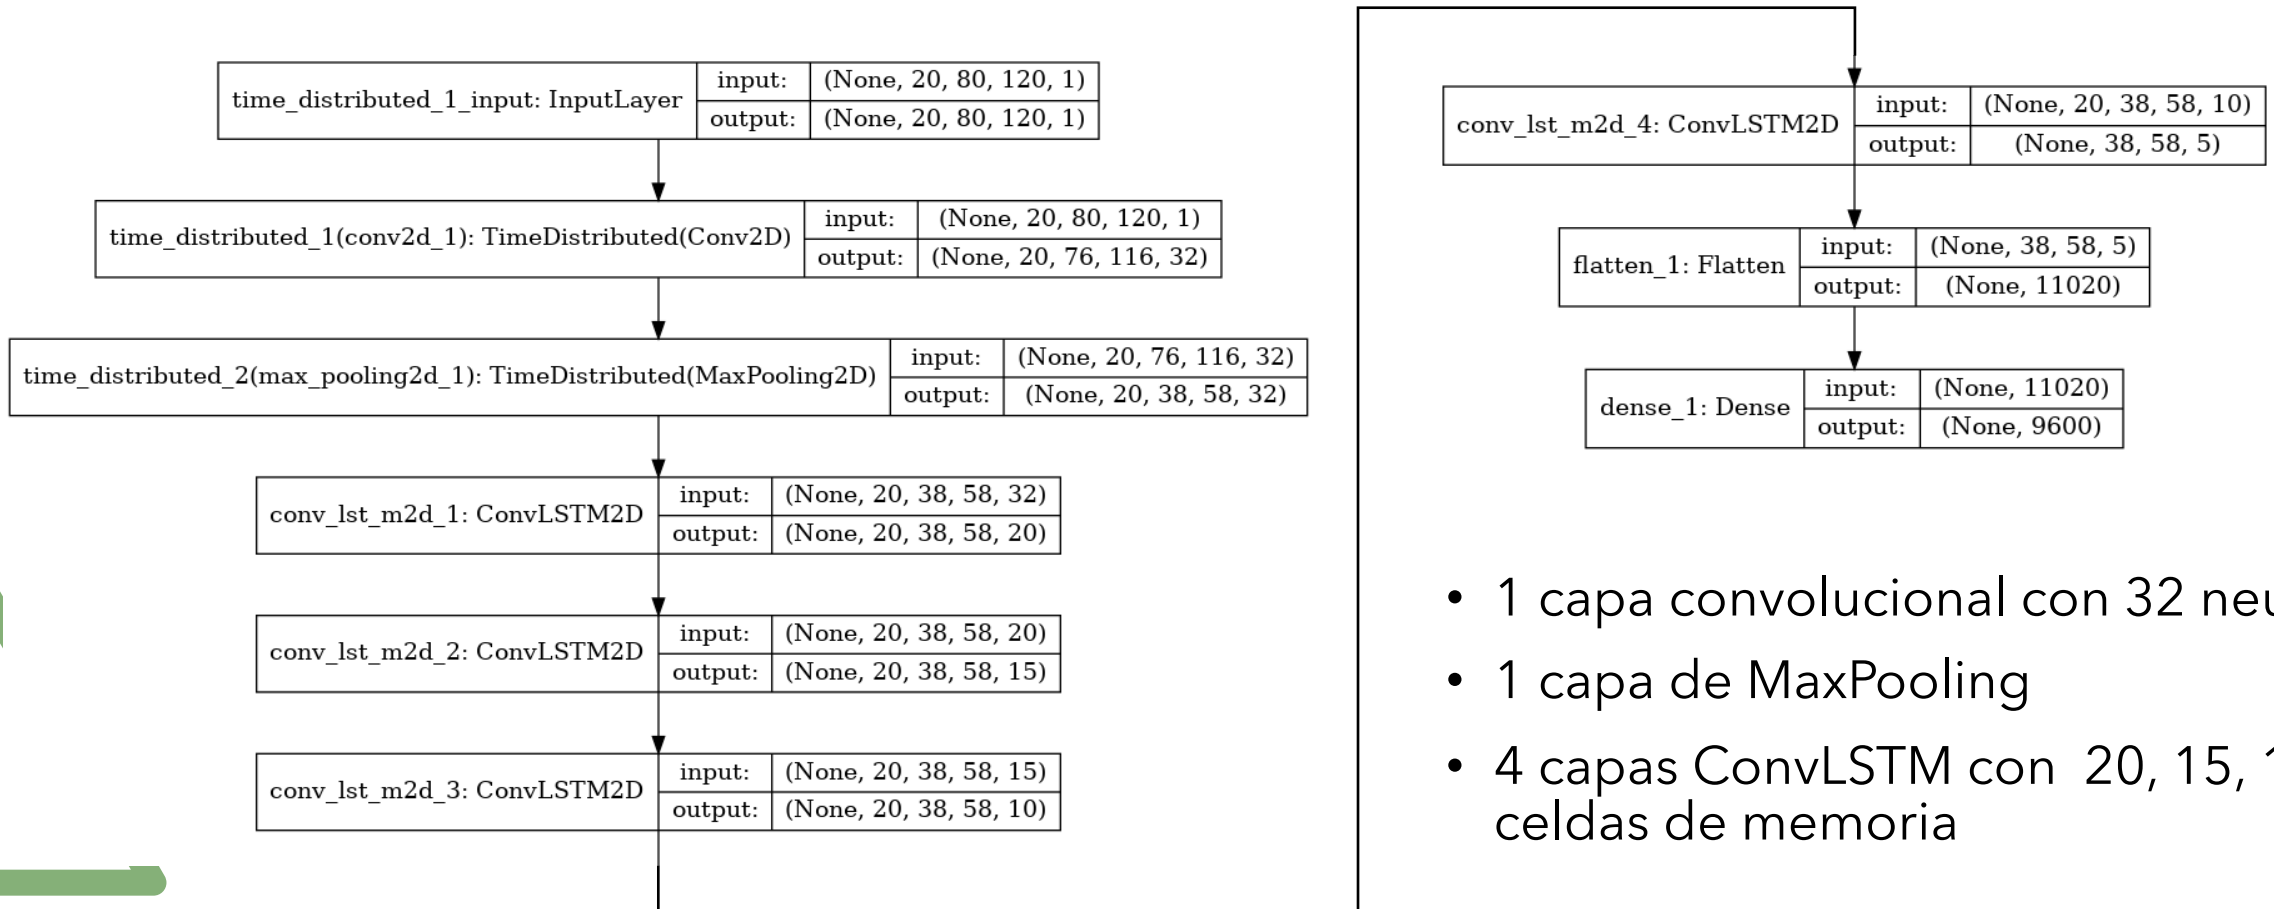 time_distributed_1_input: InputLayer
input: (None, 20, 80, 120, 1)
output: (None, 20, 80, 120, 1)
time_distributed_1(conv2d_1): TimeDistributed(Conv2D)
input: (None, 20, 80, 120, 1)
output: (None, 20, 76, 116, 32)
time_distributed_2(max_pooling2d_1): TimeDistributed(MaxPooling2D)
input: (None, 20, 76, 116, 32)
output: (None, 20, 38, 58, 32)
conv_lst_m2d_1: ConvLSTM2D
input: (None, 20, 38, 58, 32)
output: (None, 20, 38, 58, 20)
conv_lst_m2d_2: ConvLSTM2D
input: (None, 20, 38, 58, 20)
output: (None, 20, 38, 58, 15)
conv_lst_m2d_3: ConvLSTM2D
input: (None, 20, 38, 58, 15)
output: (None, 20, 38, 58, 10)
conv_lst_m2d_4: ConvLSTM2D
input: (None, 20, 38, 58, 10)
output: (None, 38, 58, 5)
flatten_1: Flatten
input: (None, 38, 58, 5)
output: (None, 11020)
dense_1: Dense
input: (None, 11020)
output: (None, 9600)
• 1 capa convolucional con 32
• 1 capa de MaxPooling
• 4 capas ConvLSTM con 20, 15,
celdas de memoria